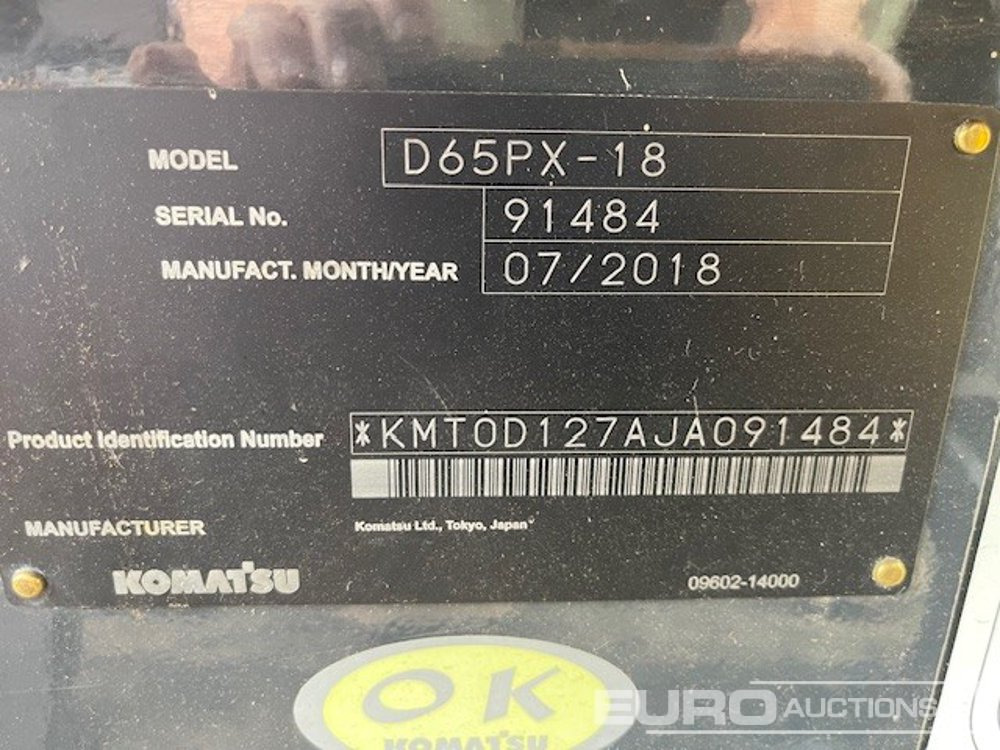 MODEL D65PX-18
SERIAL No. 91484
MANUFACT. MONTH/YEAR 07/2018
Product Identification Number *KMT0D127AJA091484*
MANUFACTURER Komatsu Ltd., Tokyo, Japan
KOMATSU 09602-14000
OK
KOMATSU
EURO AUCTIONS